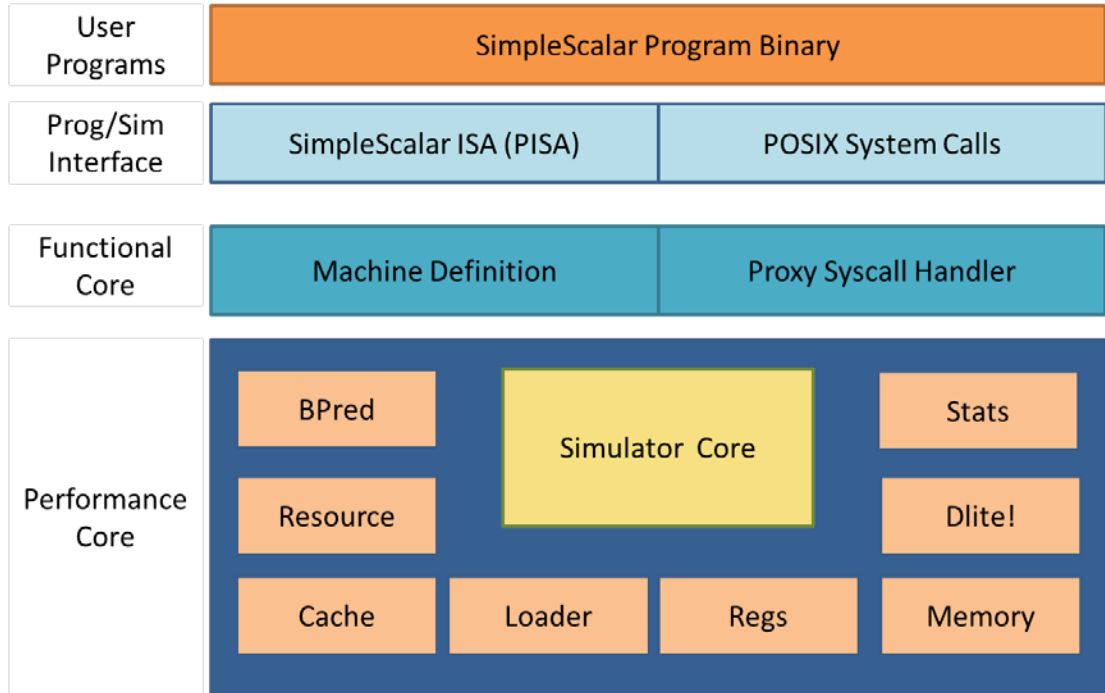 User
Programs
SimpleScalar Program Binary
Prog/Sim
Interface
SimpleScalar ISA (PISA)
POSIX System Calls
Functional
Core
Machine Definition
Proxy Syscall Handler
Performance
Core
BPred
Simulator Core
Stats
Resource
Dlite!
Cache
Loader
Regs
Memory